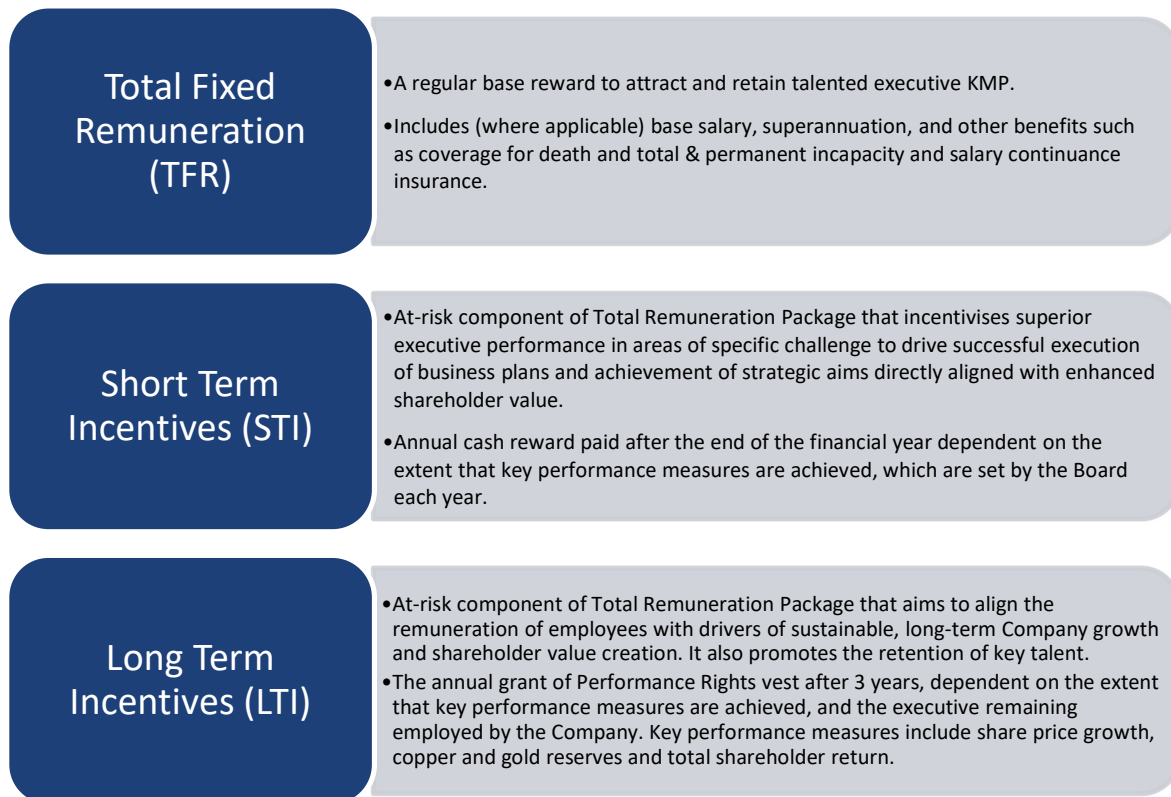 Total Fixed
Remuneration
(TFR)
•A regular base reward to attract and retain talented executive KMP.
•Includes (where applicable) base salary, superannuation, and other benefits such
as coverage for death and total & permanent incapacity and salary continuance
insurance.
Short Term
Incentives (STI)
•At-risk component of Total Remuneration Package that incentivises superior
executive performance in areas of specific challenge to drive successful execution
of business plans and achievement of strategic aims directly aligned with enhanced
shareholder value.
•Annual cash reward paid after the end of the financial year dependent on the
extent that key performance measures are achieved, which are set by the Board
each year.
Long Term
Incentives (LTI)
•At-risk component of Total Remuneration Package that aims to align the
remuneration of employees with drivers of sustainable, long-term Company growth
and shareholder value creation. It also promotes the retention of key talent.
•The annual grant of Performance Rights vest after 3 years, dependent on the extent
that key performance measures are achieved, and the executive remaining
employed by the Company. Key performance measures include share price growth,
copper and gold reserves and total shareholder return.